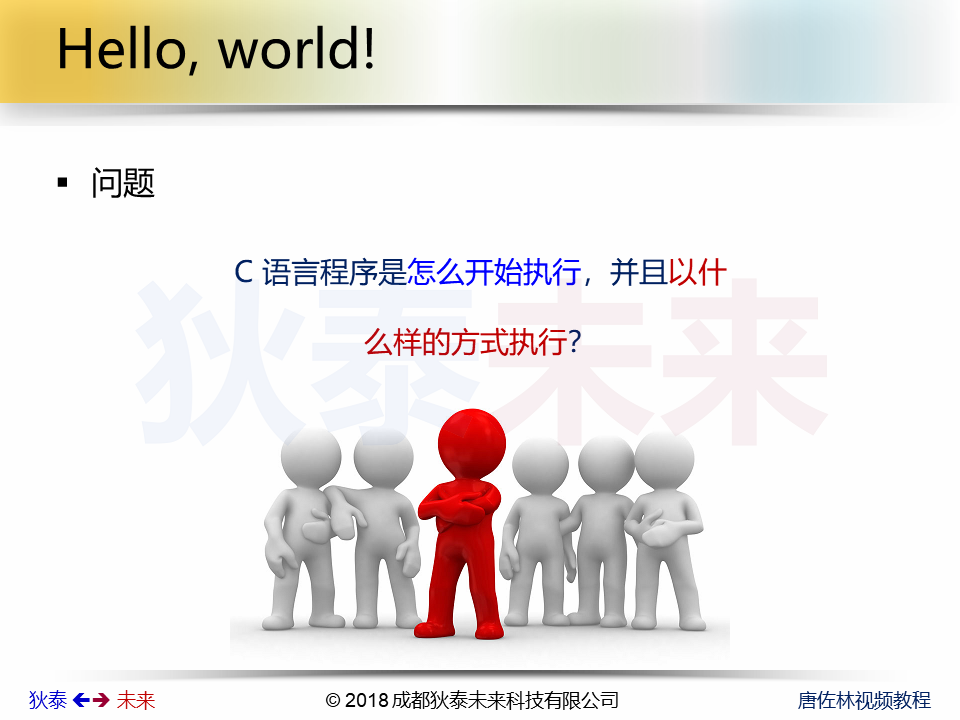 Hello, world!
问题
C 语言程序是怎么开始执行，并且以什
么样的方式执行?
狄泰未来
狄泰 未来
© 2018 成都狄泰未来科技有限公司
唐佐林视频教程